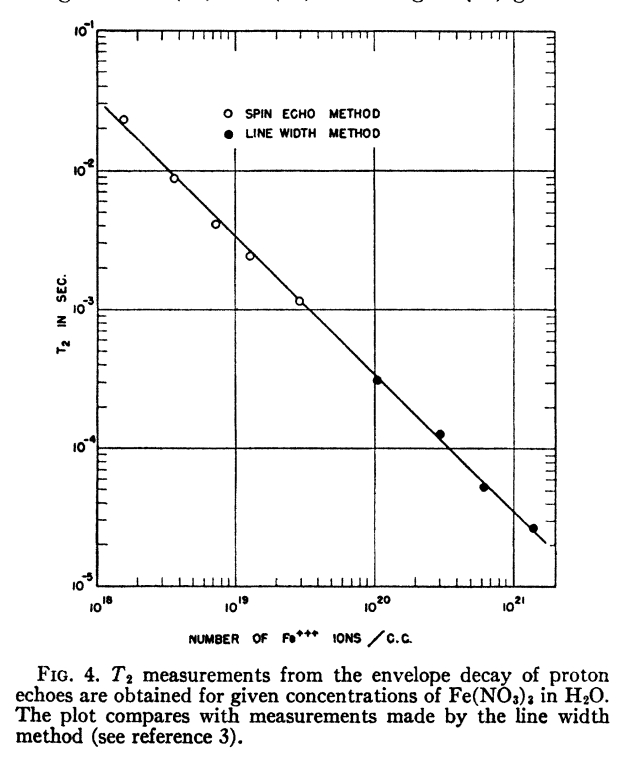 10⁻¹
○ SPIN ECHO METHOD
● LINE WIDTH METHOD
10⁻²
T₂ IN SEC.
10⁻³
10⁻⁴
10⁻⁵
10¹⁸ 10¹⁹ 10²⁰ 10²¹
NUMBER OF Fe⁺⁺⁺ IONS / C.C.
FIG. 4. T₂ measurements from the envelope decay of proton
echoes are obtained for given concentrations of Fe(NO₃)₃ in H₂O.
The plot compares with measurements made by the line width
method (see reference 3).